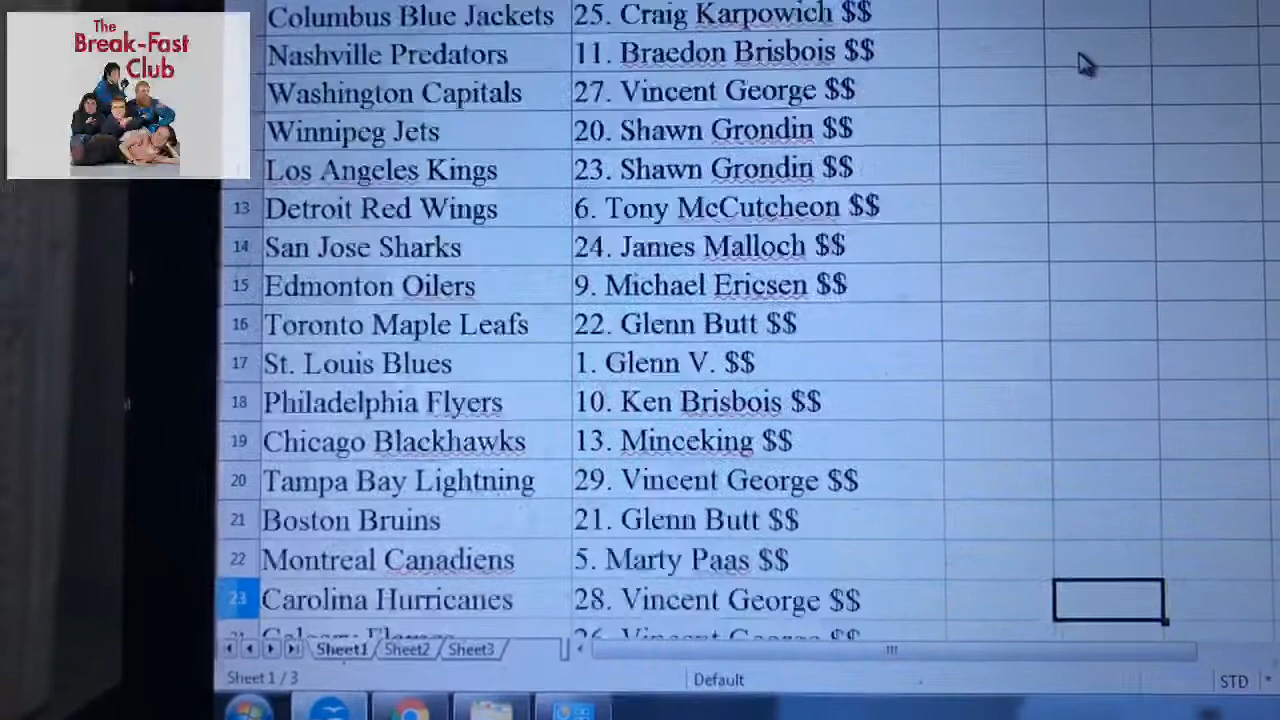 The
Break-Fast
Club
Columbus Blue Jackets 25. Craig Karpowich $$
Nashville Predators 11. Braedon Brisbois $$
Washington Capitals 27. Vincent George $$
Winnipeg Jets 20. Shawn Grondin $$
Los Angeles Kings 23. Shawn Grondin $$
13 Detroit Red Wings 6. Tony McCutcheon $$
14 San Jose Sharks 24. James Malloch $$
15 Edmonton Oilers 9. Michael Ericsen $$
16 Toronto Maple Leafs 22. Glenn Butt $$
17 St. Louis Blues 1. Glenn V. $$
18 Philadelphia Flyers 10. Ken Brisbois $$
19 Chicago Blackhawks 13. Minceking $$
20 Tampa Bay Lightning 29. Vincent George $$
21 Boston Bruins 21. Glenn Butt $$
22 Montreal Canadiens 5. Marty Paas $$
23 Carolina Hurricanes 28. Vincent George $$
26. Vincent George $$
Sheet1 Sheet2 Sheet3
Sheet 1 / 3 Default STD *